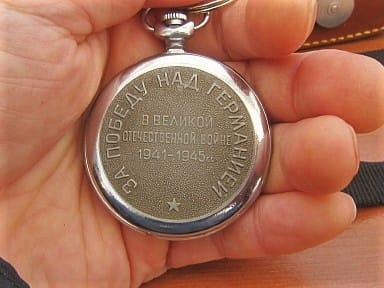 ЗА ПОБЕДУ НАД ГЕРМАНИЕЙ
В ВЕЛИКОЙ
ОТЕЧЕСТВЕННОЙ ВОЙНЕ
1941-1945гг.